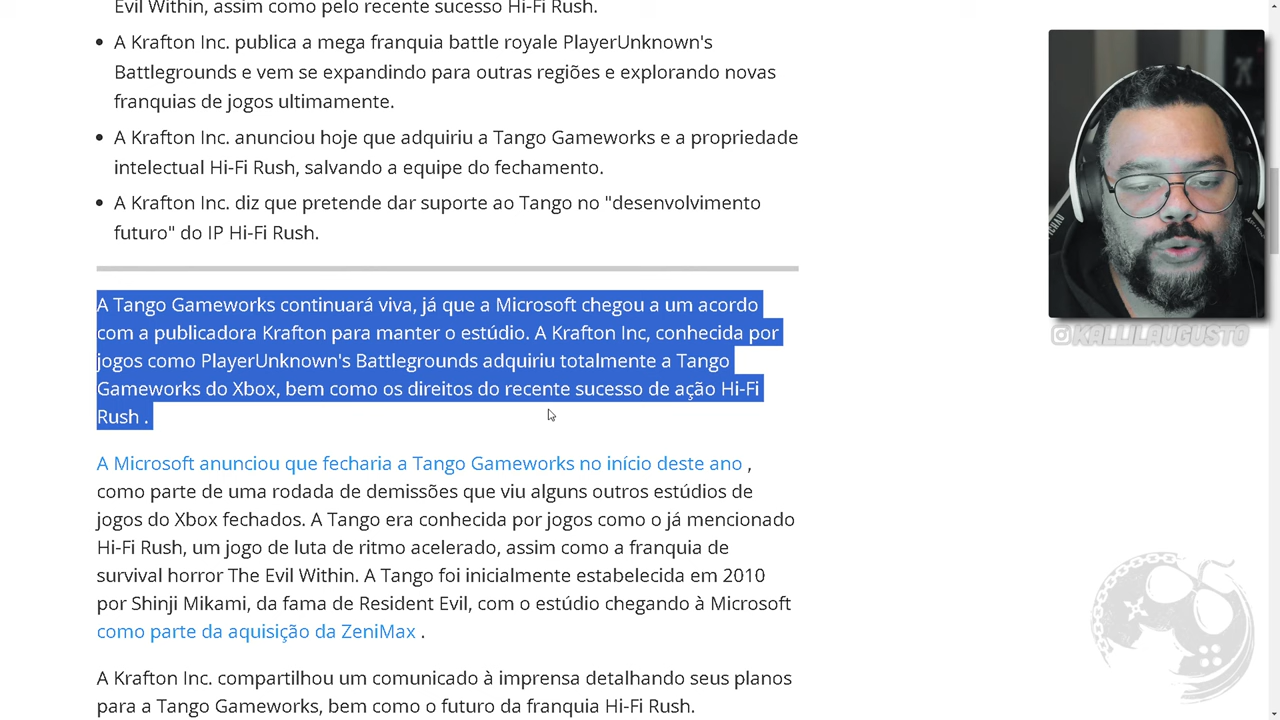 Evil Within, assim como pelo recente sucesso Hi-Fi Rush.
A Krafton Inc. publica a mega franquia battle royale PlayerUnknown's
Battlegrounds e vem se expandindo para outras regiões e explorando novas
franquias de jogos ultimamente.
A Krafton Inc. anunciou hoje que adquiriu a Tango Gameworks e a propriedade
intelectual Hi-Fi Rush, salvando a equipe do fechamento.
A Krafton Inc. diz que pretende dar suporte ao Tango no "desenvolvimento
futuro" do IP Hi-Fi Rush.
A Tango Gameworks continuará viva, já que a Microsoft chegou a um acordo
com a publicadora Krafton para manter o estúdio. A Krafton Inc, conhecida por
jogos como PlayerUnknown's Battlegrounds adquiriu totalmente a Tango
Gameworks do Xbox, bem como os direitos do recente sucesso de ação Hi-Fi
Rush .
A Microsoft anunciou que fecharia a Tango Gameworks no início deste ano ,
como parte de uma rodada de demissões que viu alguns outros estúdios de
jogos do Xbox fechados. A Tango era conhecida por jogos como o já mencionado
Hi-Fi Rush, um jogo de luta de ritmo acelerado, assim como a franquia de
survival horror The Evil Within. A Tango foi inicialmente estabelecida em 2010
por Shinji Mikami, da fama de Resident Evil, com o estúdio chegando à Microsoft
como parte da aquisição da ZeniMax .
A Krafton Inc. compartilhou um comunicado à imprensa detalhando seus planos
para a Tango Gameworks, bem como o futuro da franquia Hi-Fi Rush.
PICHAU
@KALLILAUGUSTO